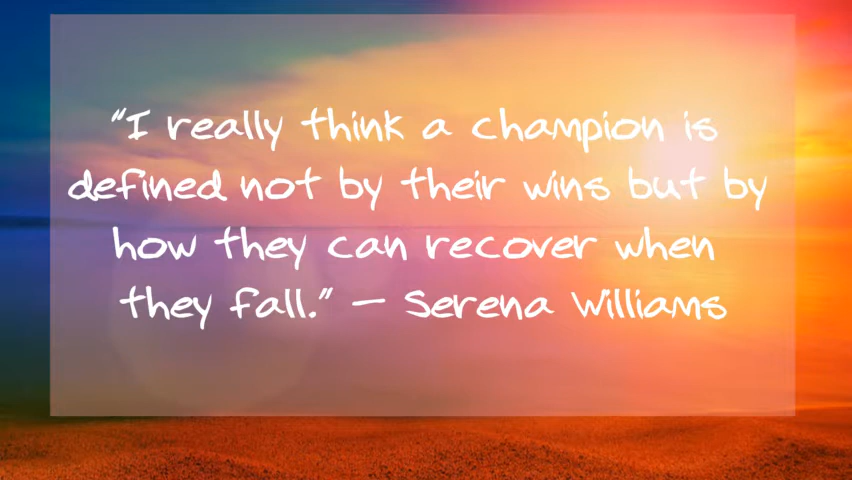 "I really think a champion is
defined not by their wins but by
how they can recover when
they fall." – Serena Williams